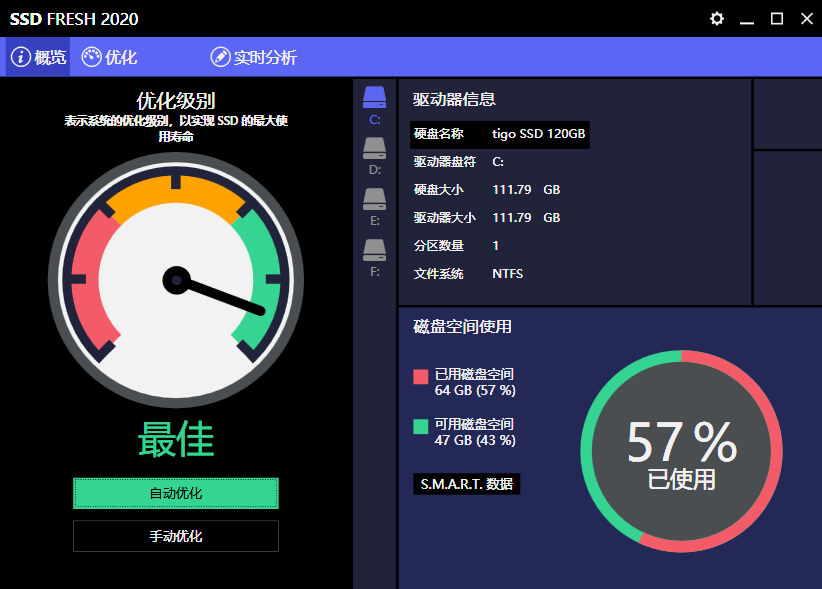 SSD FRESH 2020
概览 优化 实时分析
优化级别
表示系统的优化级别，以实现 SSD 的最大使
用寿命
最佳
自动优化
手动优化
C:
D:
E:
F:
驱动器信息
硬盘名称 tigo SSD 120GB
驱动器盘符 C:
硬盘大小 111.79 GB
驱动器大小 111.79 GB
分区数量 1
文件系统 NTFS
磁盘空间使用
已用磁盘空间
64 GB (57 %)
可用磁盘空间
47 GB (43 %)
S.M.A.R.T. 数据
57 %
已使用